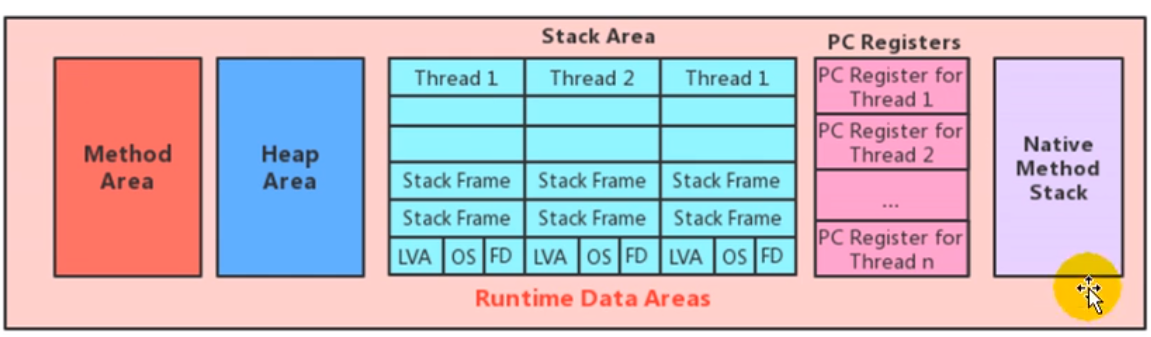 Stack Area
PC Registers
Method
Area
Heap
Area
Thread 1
Thread 2
Thread 1
Stack Frame
Stack Frame
Stack Frame
Stack Frame
Stack Frame
Stack Frame
LVA
OS
FD
LVA
OS
FD
LVA
OS
FD
PC Register for
Thread 1
PC Register for
Thread 2
...
PC Register for
Thread n
Native
Method
Stack
Runtime Data Areas